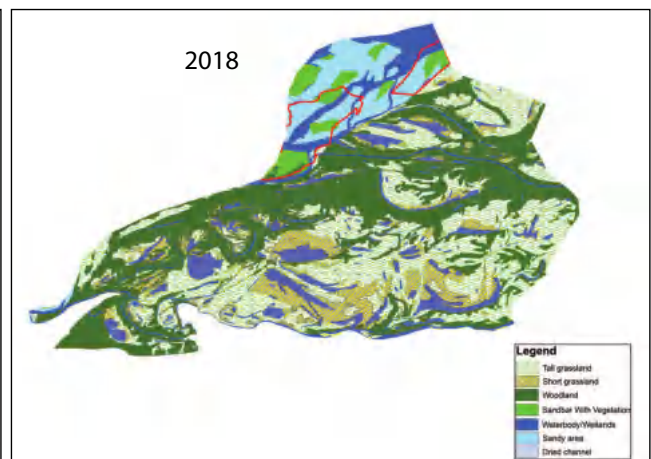 2018
Legend
Tall grassland
Short grassland
Woodland
Sandbar With Vegetation
Waterbody/Wetlands
Sandy area
Dried channel